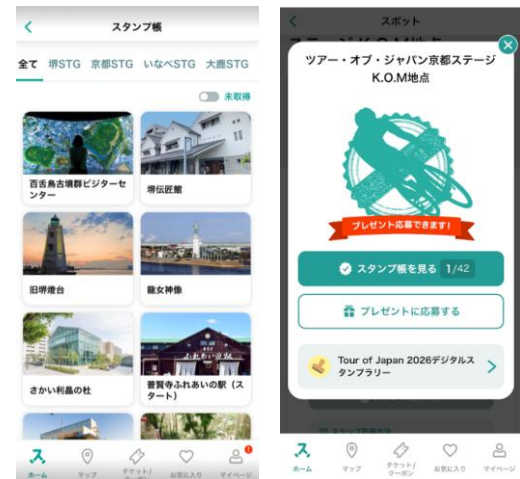 スタンプ帳
全て 堺STG 京都STG いなべSTG 大鹿STG
未取得
百舌鳥古墳群ビジターセ
ンター
堺伝匠館
旧堺燈台
龍女神像
さかい利晶の杜
普賢寺ふれあいの駅（ス
タート）
ホーム
マップ
チケット/
お気に入り
マイページ
スポット
ツアー・オブ・ジャパン京都ステージ
K.O.M地点
プレゼント応募できます！
スタンプ帳を見る 1/42
プレゼントに応募する
Tour of Japan 2026デジタルス
タンプラリー
ホーム
マップ
チケット/
クーポン
お気に入り
マイページ